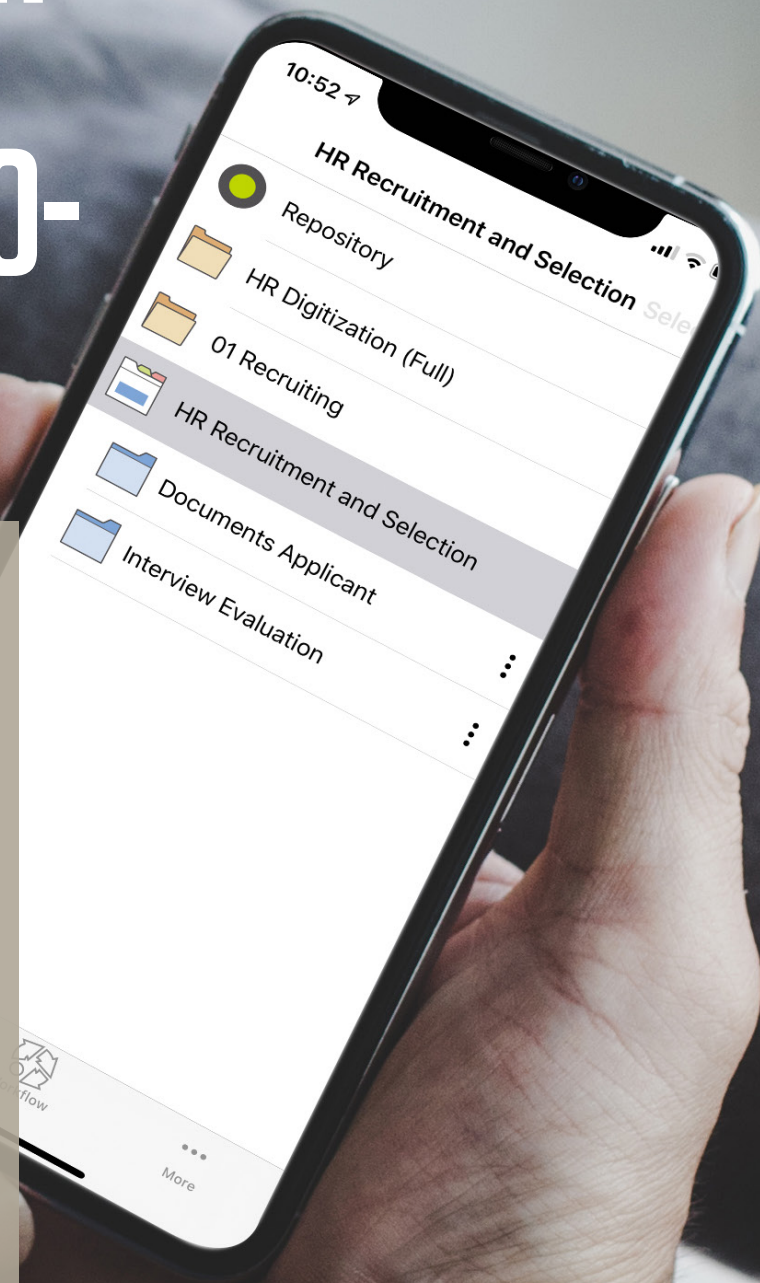 10:52
HR Recruitment and Selection
Repository
HR Digitization (Full)
01 Recruiting
HR Recruitment and Selection
Documents Applicant
Interview Evaluation
More